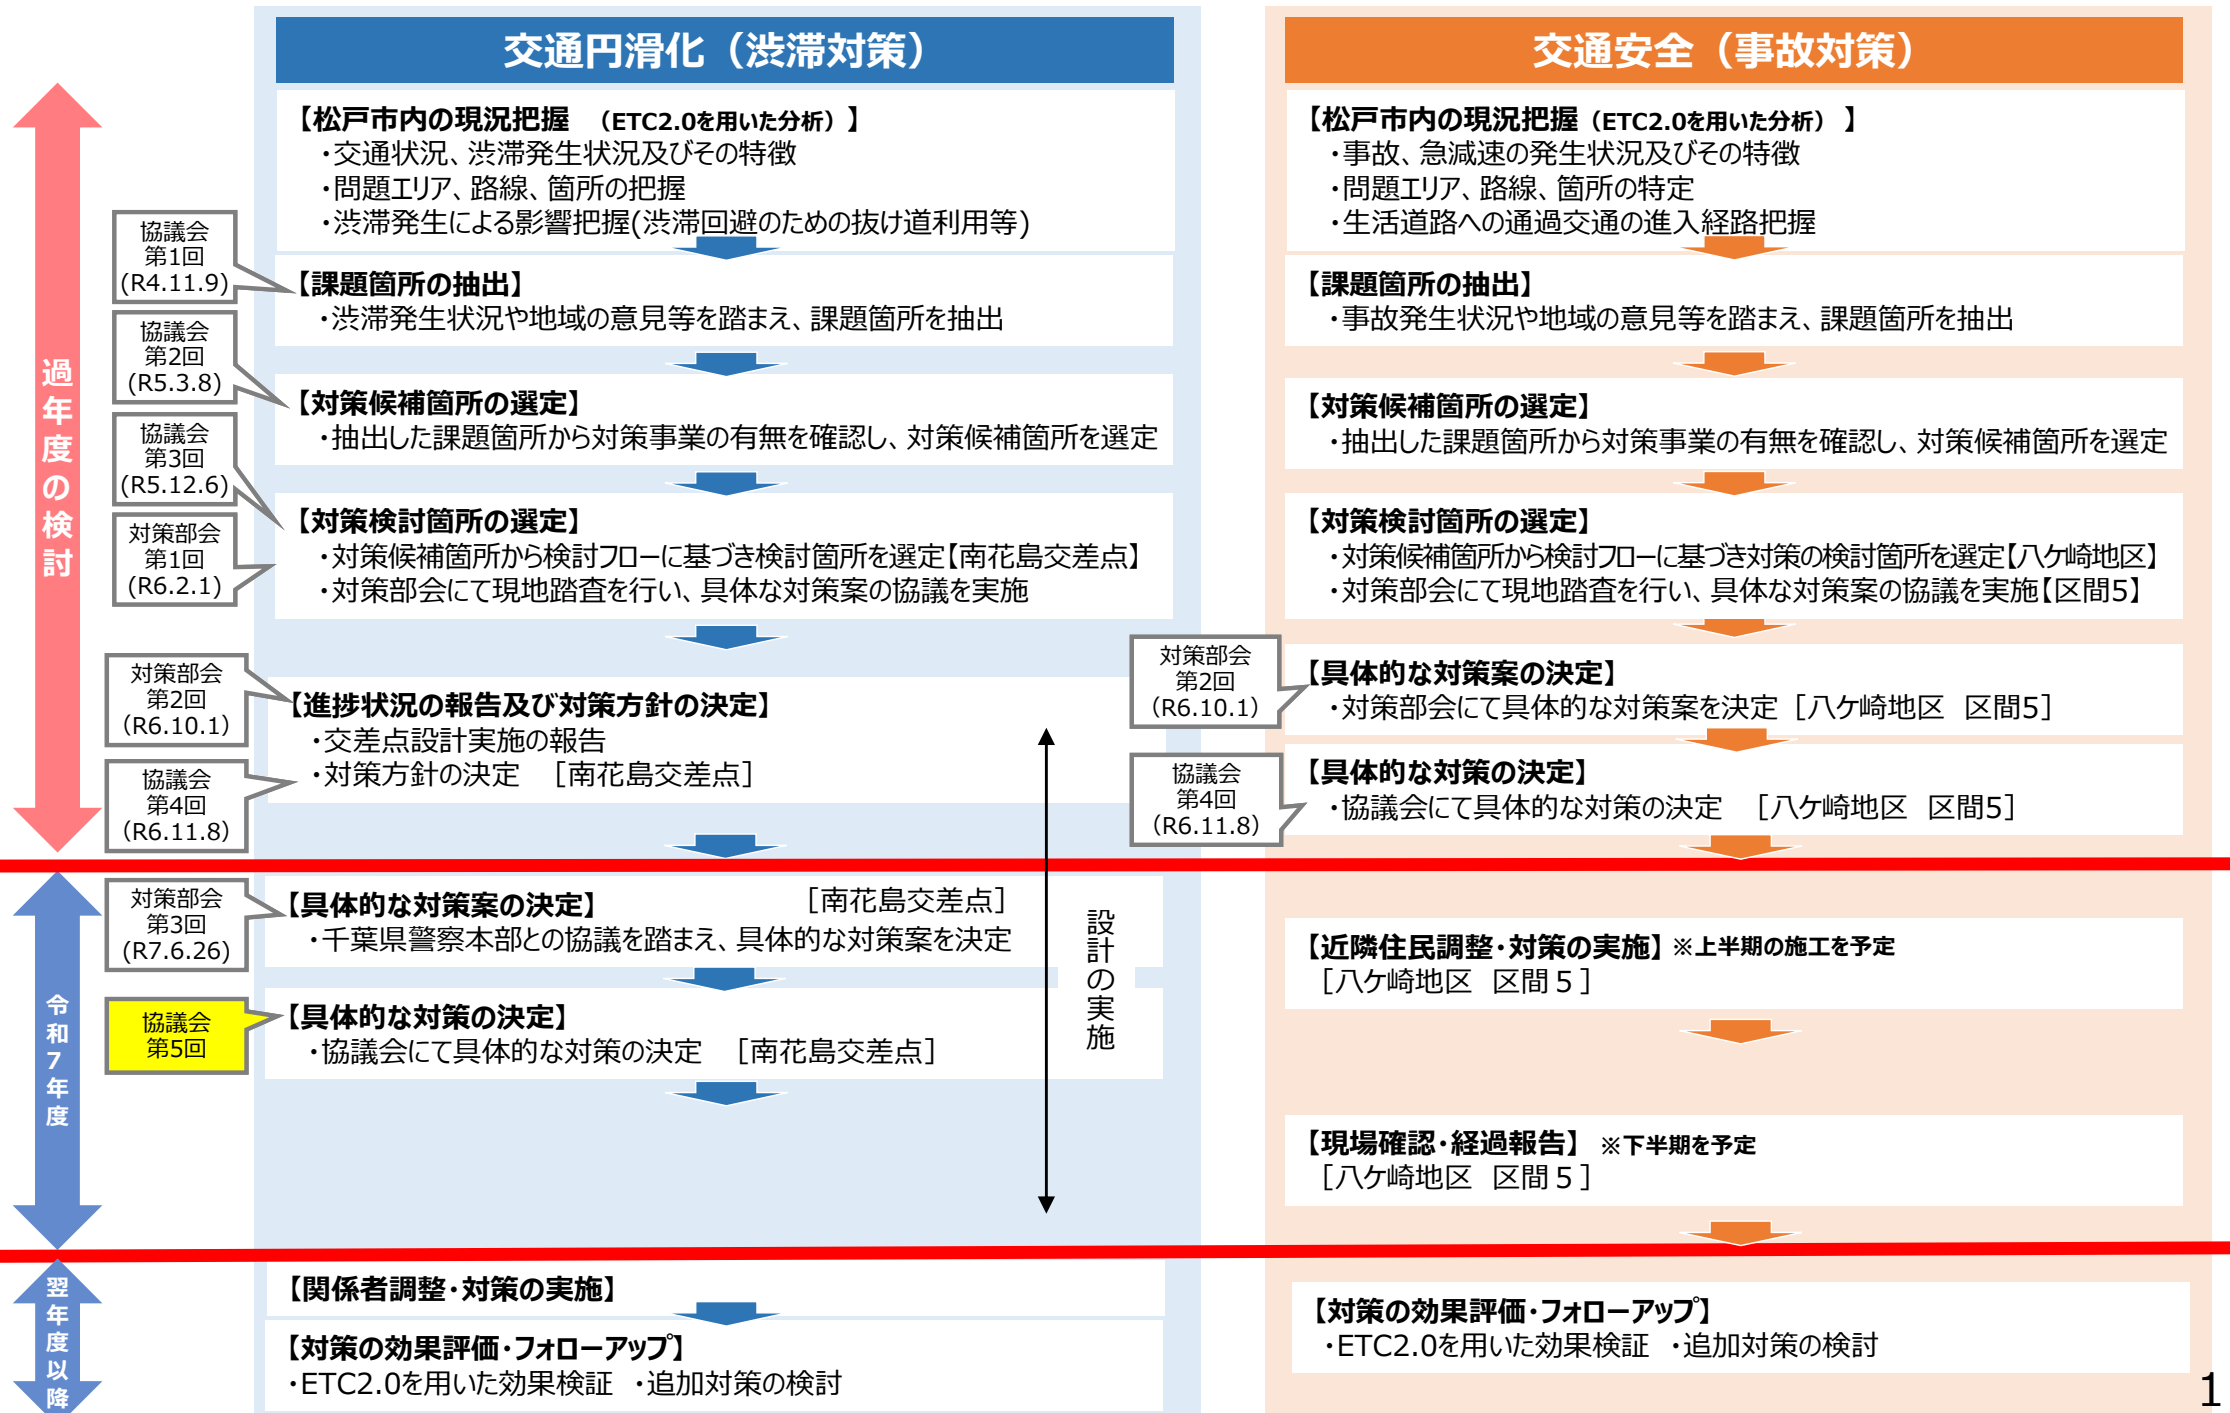 交通円滑化（渋滞対策）
【松戸市内の現況把握　（ETC2.0を用いた分析）】
・交通状況、渋滞発生状況及びその特徴
・問題エリア、路線、箇所の把握
・渋滞発生による影響把握(渋滞回避のための抜け道利用等)
協議会
第1回
(R4.11.9)
【課題箇所の抽出】
・渋滞発生状況や地域の意見等を踏まえ、課題箇所を抽出
協議会
第2回
(R5.3.8)
【対策候補箇所の選定】
・抽出した課題箇所から対策事業の有無を確認し、対策候補箇所を選定
協議会
第3回
(R5.12.6)
対策部会
第1回
(R6.2.1)
【対策検討箇所の選定】
・対策候補箇所から検討フローに基づき検討箇所を選定【南花島交差点】
・対策部会にて現地踏査を行い、具体な対策案の協議を実施
対策部会
第2回
（R6.10.1）
協議会
第4回
（R6.11.8）
【進捗状況の報告及び対策方針の決定】
・交差点設計実施の報告
・対策方針の決定　［南花島交差点］
対策部会
第3回
(R7.6.26)
【具体的な対策案の決定】　［南花島交差点］
・千葉県警察本部との協議を踏まえ、具体的な対策案を決定
協議会
第5回
【具体的な対策の決定】
・協議会にて具体的な対策の決定　［南花島交差点］
設計の実施
【関係者調整・対策の実施】
【対策の効果評価・フォローアップ】
・ETC2.0を用いた効果検証　・追加対策の検討
交通安全（事故対策）
【松戸市内の現況把握（ETC2.0を用いた分析） 】
・事故、急減速の発生状況及びその特徴
・問題エリア、路線、箇所の特定
・生活道路への通過交通の進入経路把握
【課題箇所の抽出】
・事故発生状況や地域の意見等を踏まえ、課題箇所を抽出
【対策候補箇所の選定】
・抽出した課題箇所から対策事業の有無を確認し、対策候補箇所を選定
【対策検討箇所の選定】
・対策候補箇所から検討フローに基づき対策の検討箇所を選定【八ケ崎地区】
・対策部会にて現地踏査を行い、具体な対策案の協議を実施【区間5】
対策部会
第2回
（R6.10.1）
【具体的な対策案の決定】
・対策部会にて具体的な対策案を決定［八ケ崎地区　区間5］
協議会
第4回
（R6.11.8）
【具体的な対策の決定】
・協議会にて具体的な対策の決定　［八ケ崎地区　区間5］
【近隣住民調整・対策の実施】※上半期の施工を予定
［八ケ崎地区　区間５］
【現場確認・経過報告】 ※下半期を予定
［八ケ崎地区　区間５］
【対策の効果評価・フォローアップ】
・ETC2.0を用いた効果検証　・追加対策の検討
過年度の検討
令和7年度
翌年度以降
1